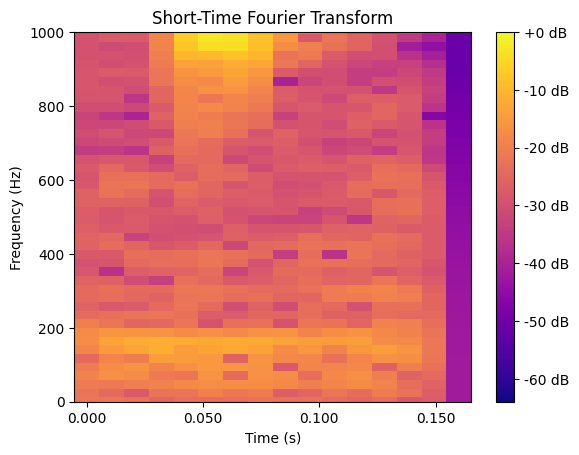 Short-Time Fourier Transform
1000
800
600
400
200
0
Frequency (Hz)
0.000
0.050
0.100
0.150
Time (s)
+0 dB
-10 dB
-20 dB
-30 dB
-40 dB
-50 dB
-60 dB